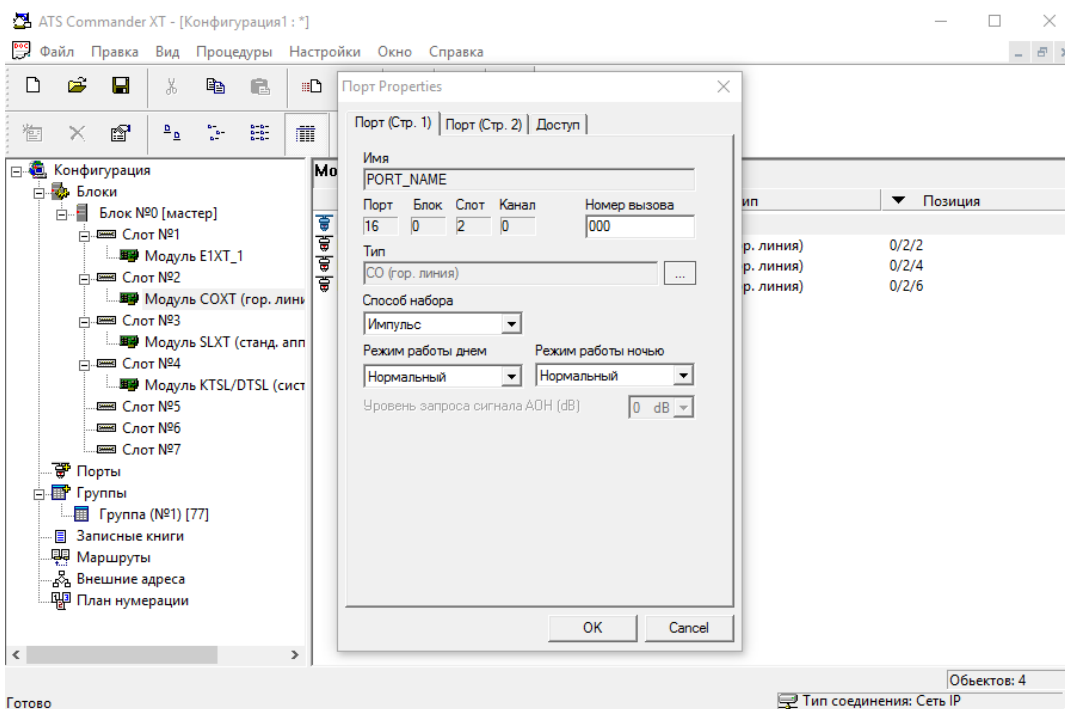 ATS Commander XT - [Конфигурация1 : *]
Файл Правка Вид Процедуры Настройки Окно Справка
Порт Properties
Порт (Стр. 1) Порт (Стр. 2) Доступ
Имя
PORT_NAME
Порт Блок Слот Канал Номер вызова
16 0 2 0 000
Тип
CO (гор. линия) ...
Способ набора
Импульс
Режим работы днем Режим работы ночью
Нормальный Нормальный
Уровень запроса сигнала АОН (dB) 0 dB
OK Cancel
Конфигурация
Блоки
Блок №0 [мастер]
Слот №1
Модуль E1XT_1
Слот №2
Модуль COXT (гор. лини
Слот №3
Модуль SLXT (станд. апп
Слот №4
Модуль KTSL/DTSL (сист
Слот №5
Слот №6
Слот №7
Порты
Группы
Группа (№1) [77]
Записные книги
Маршруты
Внешние адреса
План нумерации
Мо
ип Позиция
р. линия) 0/2/2
р. линия) 0/2/4
р. линия) 0/2/6
Объектов: 4
Готово Тип соединения: Сеть IP